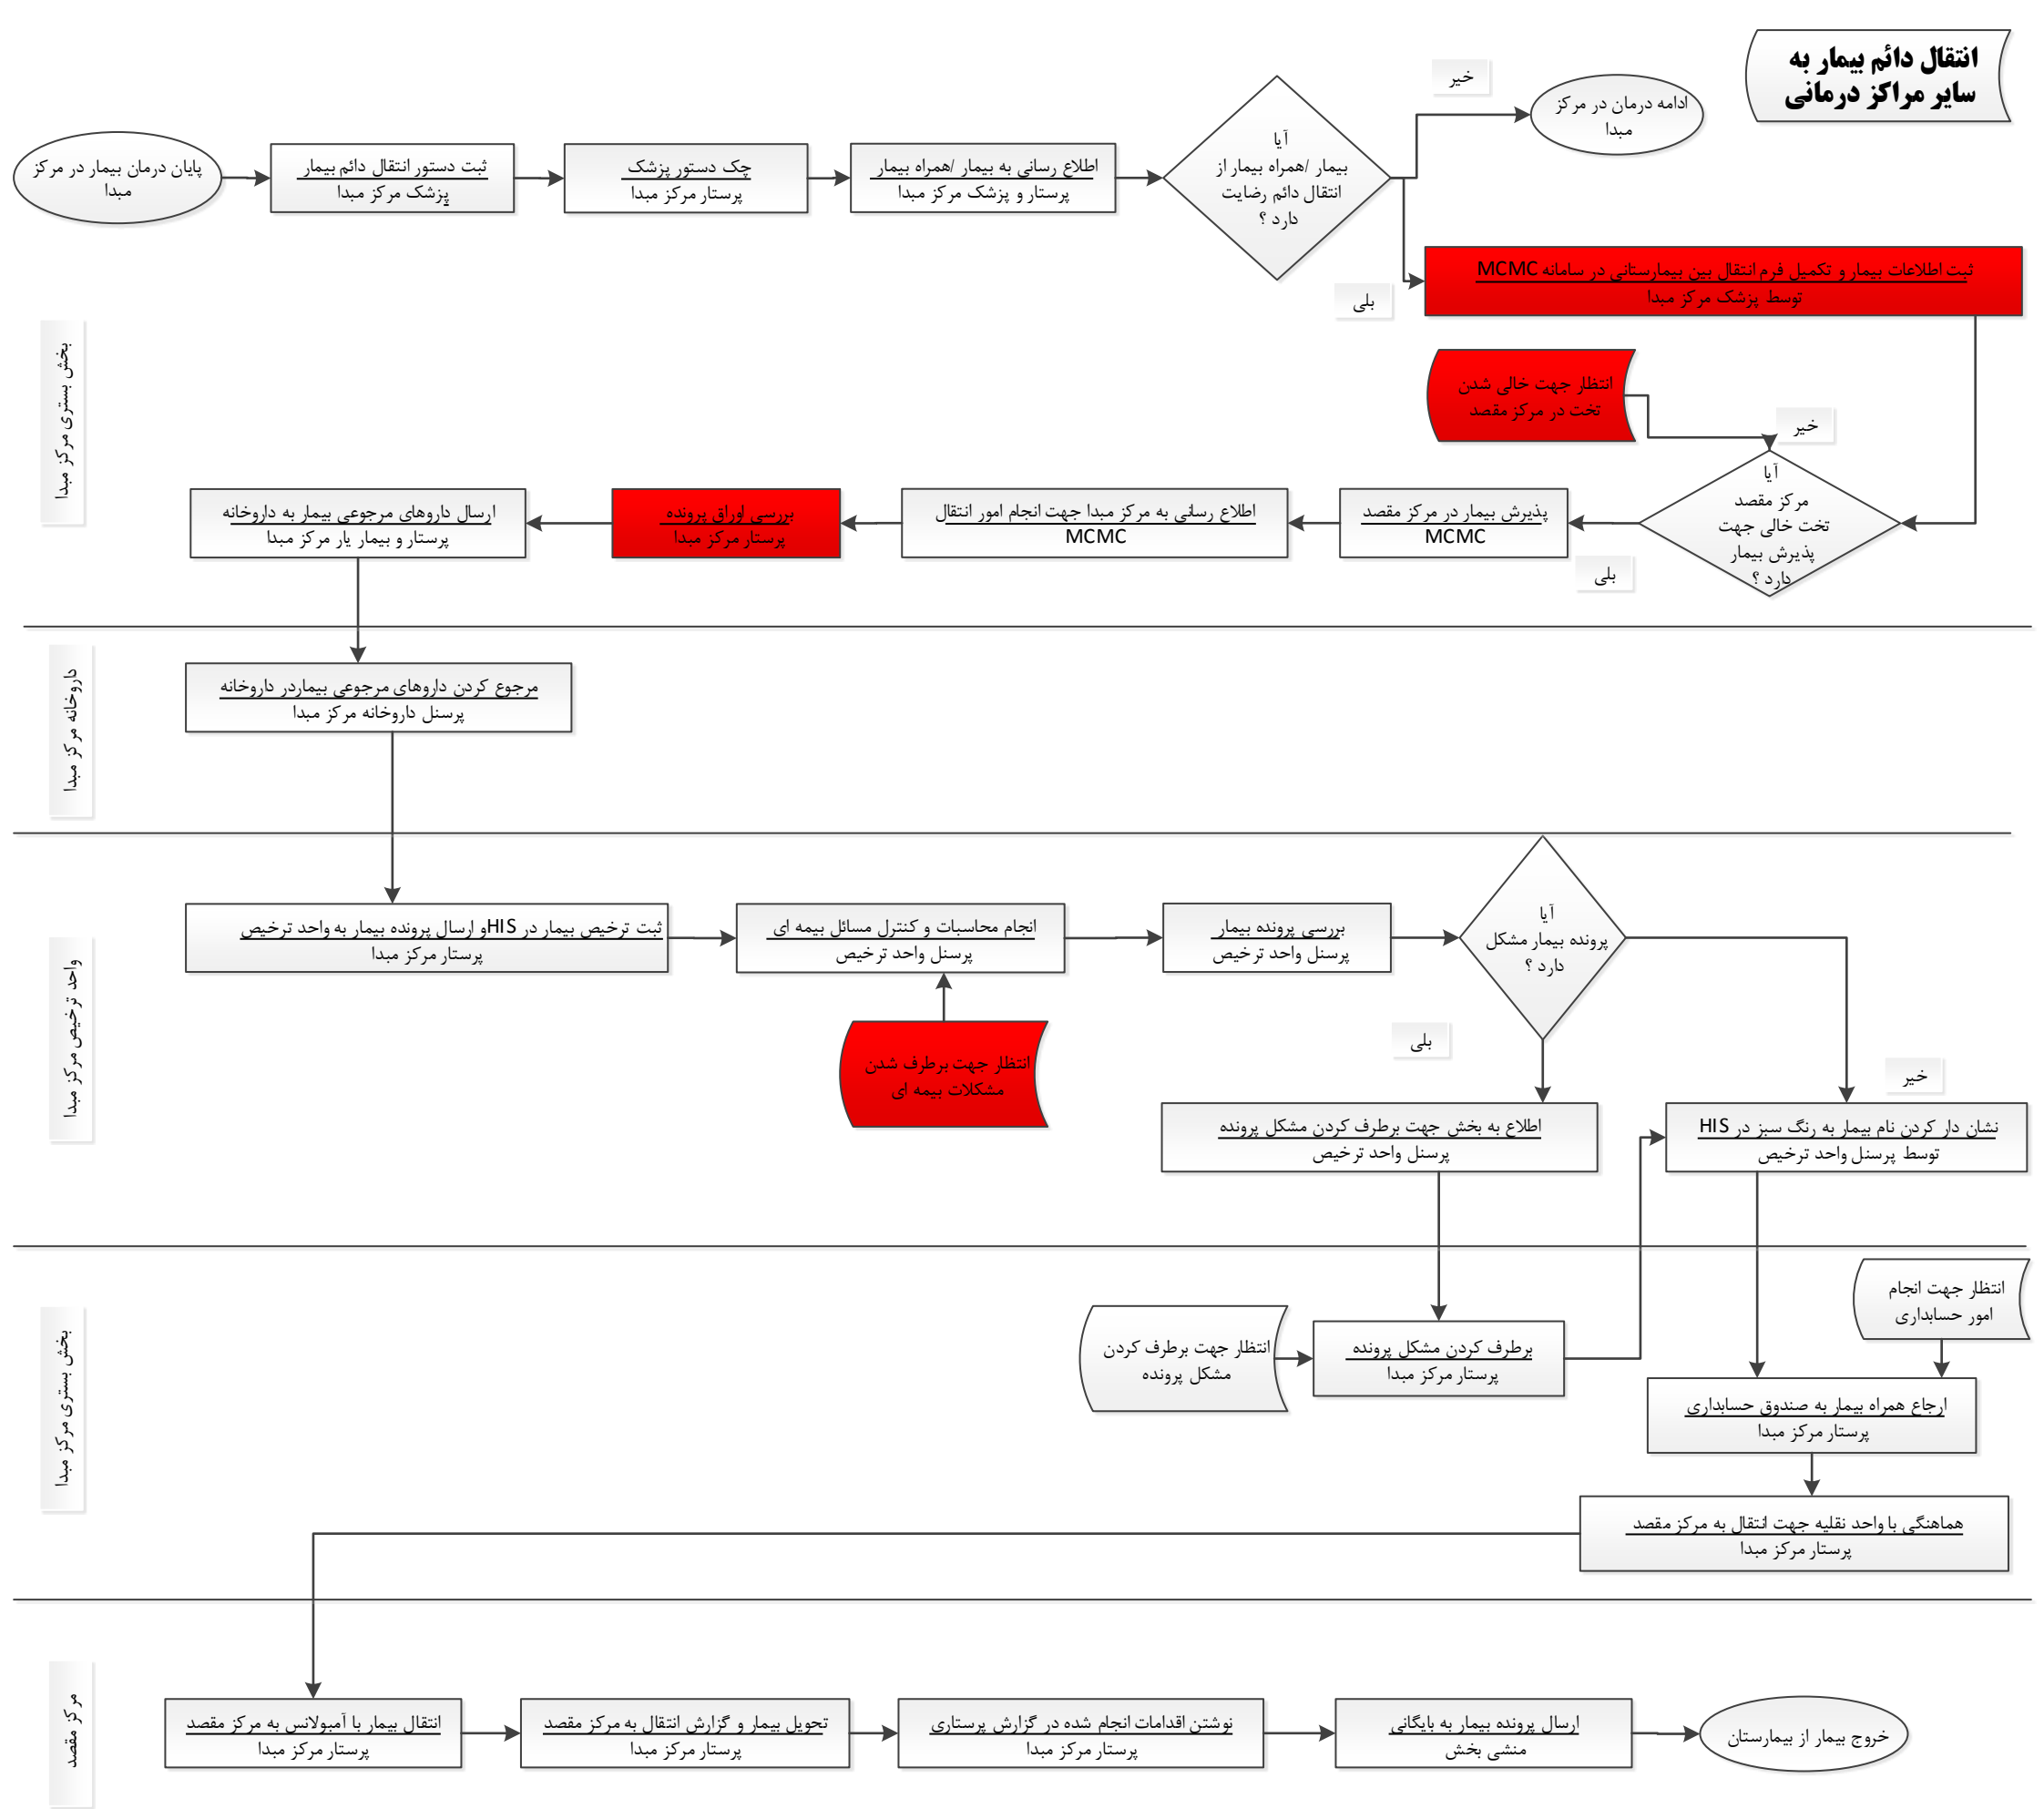 انتقال دائم بیمار به
سایر مراکز درمانی
پایان درمان بیمار در مرکز
مبدا
ثبت دستور انتقال دائم بیمار
پزشک مرکز مبدا
چک دستور پزشک
پرستار مرکز مبدا
اطلاع رسانی به بیمار /همراه بیمار
پرستار و پزشک مرکز مبدا
آیا
بیمار /همراه بیمار از
انتقال دائم رضایت
دارد ؟
خیر
ادامه درمان در مرکز
مبدا
بلی
ثبت اطلاعات بیمار و تکمیل فرم انتقال بین بیمارستانی در سامانه MCMC
توسط پزشک مرکز مبدا
بخش بستری مرکز مبدا
انتظار جهت خالی شدن
تخت در مرکز مقصد
خیر
آیا
مرکز مقصد
تخت خالی جهت
پذیرش بیمار
دارد ؟
بلی
پذیرش بیمار در مرکز مقصد
MCMC
اطلاع رسانی به مرکز مبدا جهت انجام امور انتقال
MCMC
بررسی اوراق پرونده
پرستار مرکز مبدا
ارسال داروهای مرجوعی بیمار به داروخانه
پرستار و بیمار یار مرکز مبدا
داروخانه مرکز مبدا
مرجوع کردن داروهای مرجوعی بیماردر داروخانه
پرسنل داروخانه مرکز مبدا
واحد ترخیص مرکز مبدا
ثبت ترخیص بیمار در HISو ارسال پرونده بیمار به واحد ترخیص
پرستار مرکز مبدا
انجام محاسبات و کنترل مسائل بیمه ای
پرسنل واحد ترخیص
بررسی پرونده بیمار
پرسنل واحد ترخیص
آیا
پرونده بیمار مشکل
دارد ؟
انتظار جهت برطرف شدن
مشکلات بیمه ای
بلی
خیر
اطلاع به بخش جهت برطرف کردن مشکل پرونده
پرسنل واحد ترخیص
نشان دار کردن نام بیمار به رنگ سبز در HIS
توسط پرسنل واحد ترخیص
بخش بستری مرکز مبدا
انتظار جهت انجام
امور حسابداری
انتظار جهت برطرف کردن
مشکل پرونده
برطرف کردن مشکل پرونده
پرستار مرکز مبدا
ارجاع همراه بیمار به صندوق حسابداری
پرستار مرکز مبدا
هماهنگی با واحد نقلیه جهت انتقال به مرکز مقصد
پرستار مرکز مبدا
مرکز مقصد
انتقال بیمار با آمبولانس به مرکز مقصد
پرستار مرکز مبدا
تحویل بیمار و گزارش انتقال به مرکز مقصد
پرستار مرکز مبدا
نوشتن اقدامات انجام شده در گزارش پرستاری
پرستار مرکز مبدا
ارسال پرونده بیمار به بایگانی
منشی بخش
خروج بیمار از بیمارستان